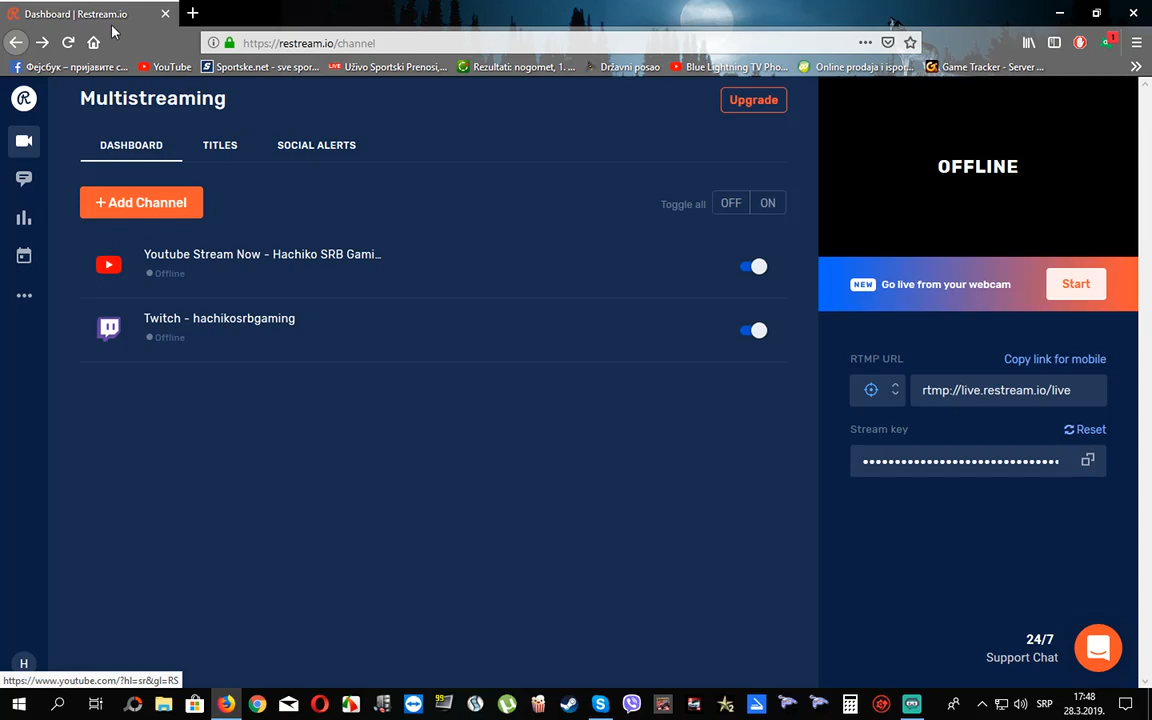 Dashboard | Restream.io
https://restream.io/channel
Фејсбук – пријавите с...
YouTube
Sportske.net - sve spor...
LIVE
Uživo Sportski Prenosi,...
Rezultati: nogomet, 1. ...
Državni posao
Blue Lightning TV Pho...
Online prodaja i ispor...
Game Tracker - Server ...
1
Multistreaming
Upgrade
DASHBOARD
TITLES
SOCIAL ALERTS
+ Add Channel
Toggle all
OFF
ON
Youtube Stream Now - Hachiko SRB Gami...
Offline
Twitch - hachikosrbgaming
Offline
OFFLINE
NEW
Go live from your webcam
Start
RTMP URL
Copy link for mobile
rtmp://live.restream.io/live
Stream key
Reset
24/7
Support Chat
H
https://www.youtube.com/?hl=sr&gl=RS
99
SRP
17:48
28.3.2019.